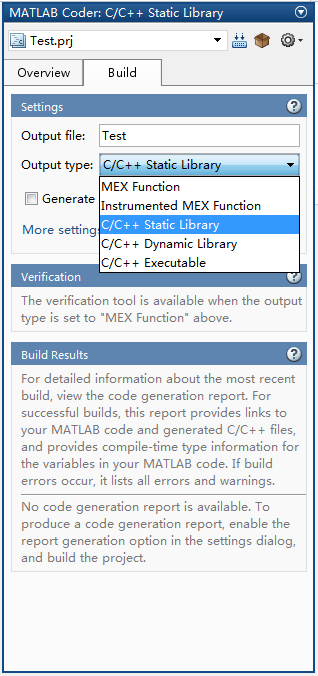 MATLAB Coder: C/C++ Static Library
Test.prj
Overview
Build
Settings
Output file:
Test
Output type:
C/C++ Static Library
MEX Function
Instrumented MEX Function
C/C++ Static Library
C/C++ Dynamic Library
C/C++ Executable
Generate
More setting
Verification
The verification tool is available when the output
type is set to "MEX Function" above.
Build Results
For detailed information about the most recent
build, view the code generation report. For
successful builds, this report provides links to
your MATLAB code and generated C/C++ files,
and provides compile-time type information for
the variables in your MATLAB code. If build
errors occur, it lists all errors and warnings.
No code generation report is available. To
produce a code generation report, enable the
report generation option in the settings dialog,
and build the project.